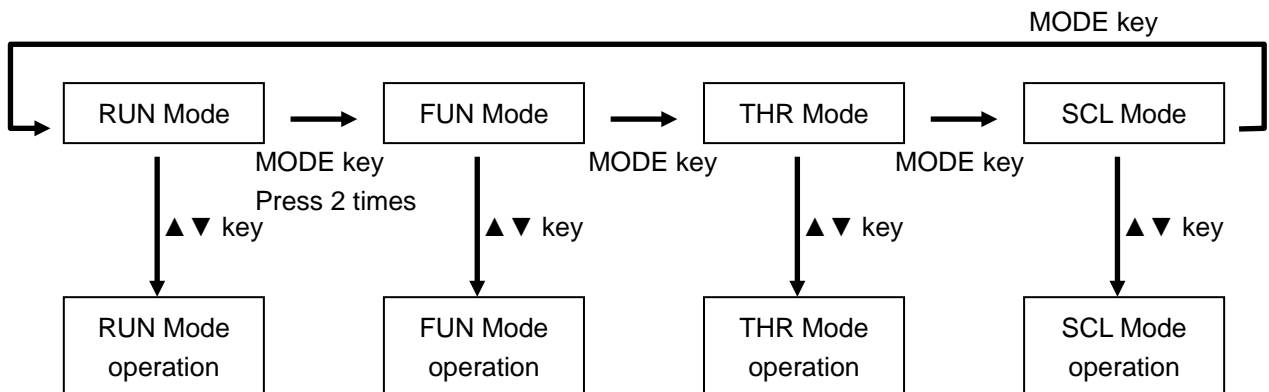 MODE key
RUN Mode
FUN Mode
THR Mode
SCL Mode
MODE key
Press 2 times
MODE key
MODE key
▲▼ key
▲▼ key
▲▼ key
▲▼ key
RUN Mode
operation
FUN Mode
operation
THR Mode
operation
SCL Mode
operation